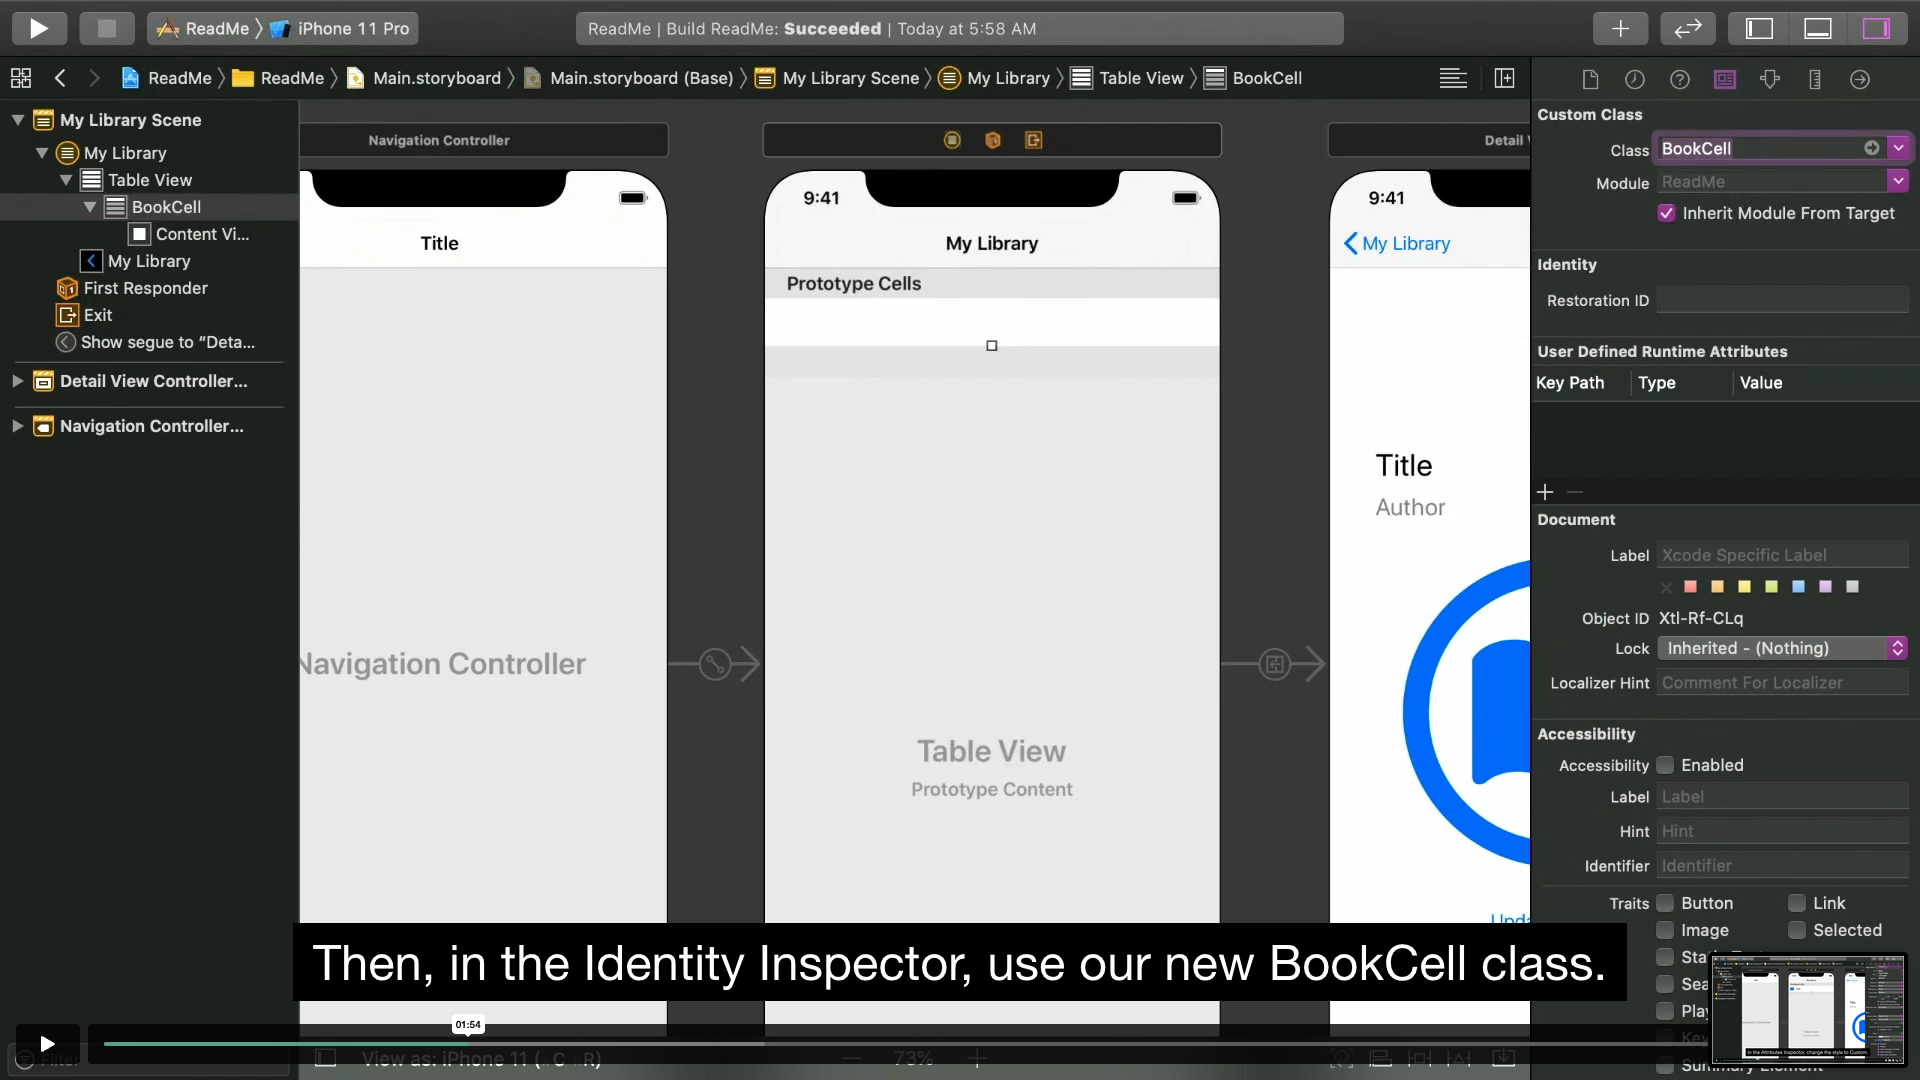 ReadMe
iPhone 11 Pro
ReadMe | Build ReadMe: Succeeded | Today at 5:58 AM
ReadMe
ReadMe
Main.storyboard
Main.storyboard (Base)
My Library Scene
My Library
Table View
BookCell
My Library Scene
My Library
Table View
BookCell
Content Vi...
My Library
First Responder
Exit
Show segue to “Deta...
Detail View Controller...
Navigation Controller...
Navigation Controller
Title
Navigation Controller
9:41
My Library
Prototype Cells
Table View
Prototype Content
Detail
9:41
My Library
Title
Author
Custom Class
Class BookCell
Module ReadMe
Inherit Module From Target
Identity
Restoration ID
User Defined Runtime Attributes
Key Path Type Value
Document
Label Xcode Specific Label
Object ID XtI-Rf-CLq
Lock Inherited - (Nothing)
Localizer Hint Comment For Localizer
Accessibility
Accessibility Enabled
Label Label
Hint Hint
Identifier Identifier
Traits Button Link
Image Selected
Then, in the Identity Inspector, use our new BookCell class.
01:54
Filter
View as: iPhone 11
73%
Summary Element